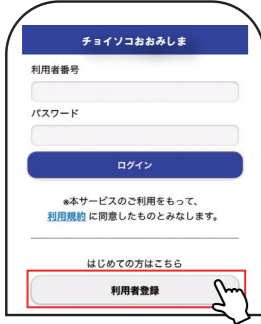 チョイソコおおみしま
利用者番号
パスワード
ログイン
※本サービスのご利用をもって、
利用規約 に同意したものとみなします。
はじめての方はこちら
利用者登録